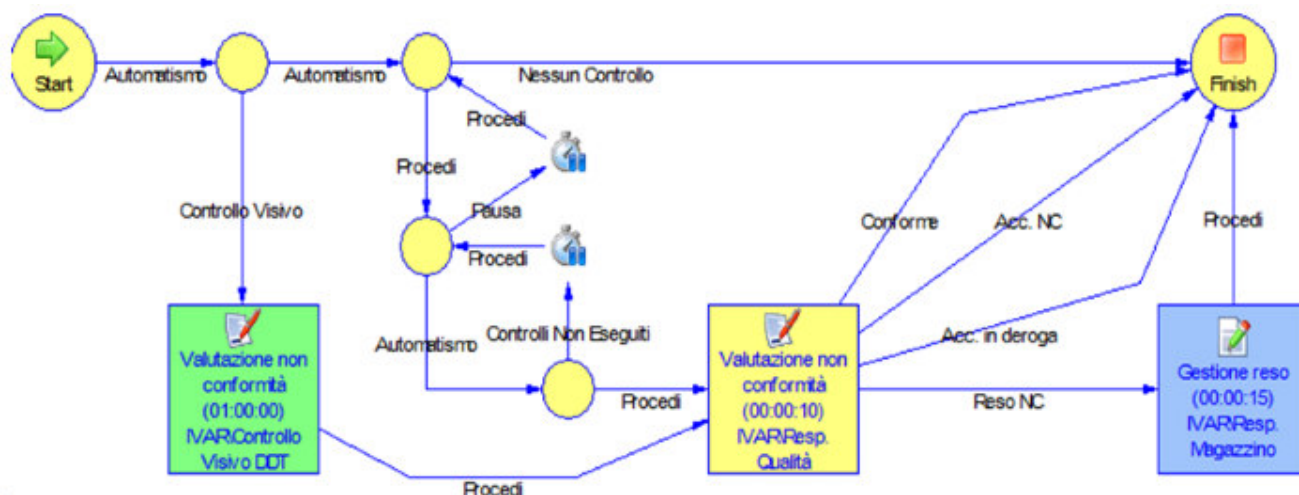 Start
Automatismo
Automatismo
Nessun Controllo
Finish
Procedi
Procedi
Controllo Visivo
Pausa
Procedi
Conforme
Acc. NC
Procedi
Automatismo
Controlli Non Eseguiti
Acc. in deroga
Valutazione non
conformità
(01:00:00)
IVAR\Controllo
Visivo DDT
Procedi
Valutazione non
conformità
(00:00:10)
IVAR\Resp.
Qualità
Reso NC
Gestione reso
(00:00:15)
IVAR\Resp.
Magazzino
Procedi